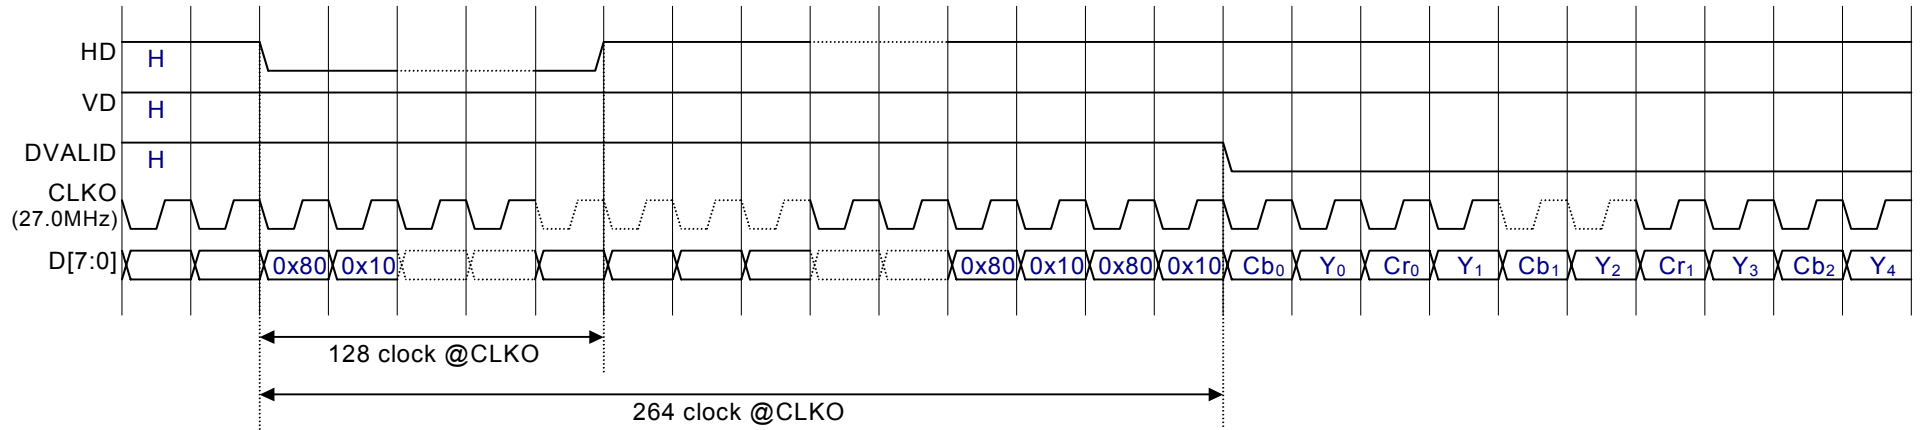 HD H
VD H
DVALID H
CLKO
(27.0MHz)
D[7:0] 0x80 0x10 0x80 0x10 0x80 0x10 Cb0 Y0 Cr0 Y1 Cb1 Y2 Cr1 Y3 Cb2 Y4
128 clock @CLKO
264 clock @CLKO